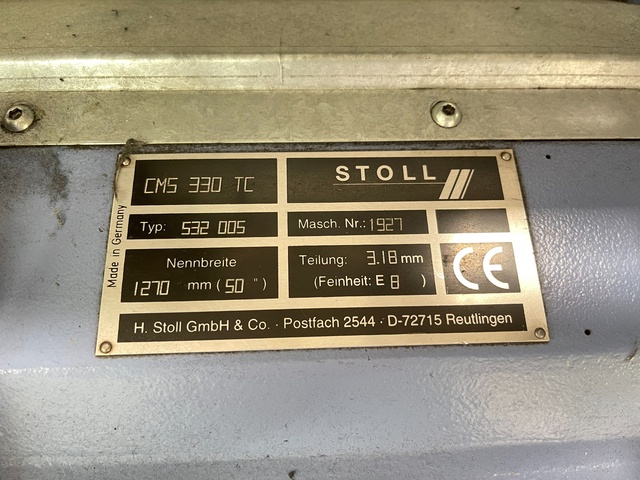 CMS 330 TC
STOLL
Typ: 532 005
Masch. Nr.: 1927
Made in Germany
Nennbreite
1270 mm (50 ")
Teilung: 3.18 mm
(Feinheit: E 8 )
CE
H. Stoll GmbH & Co. · Postfach 2544 · D-72715 Reutlingen